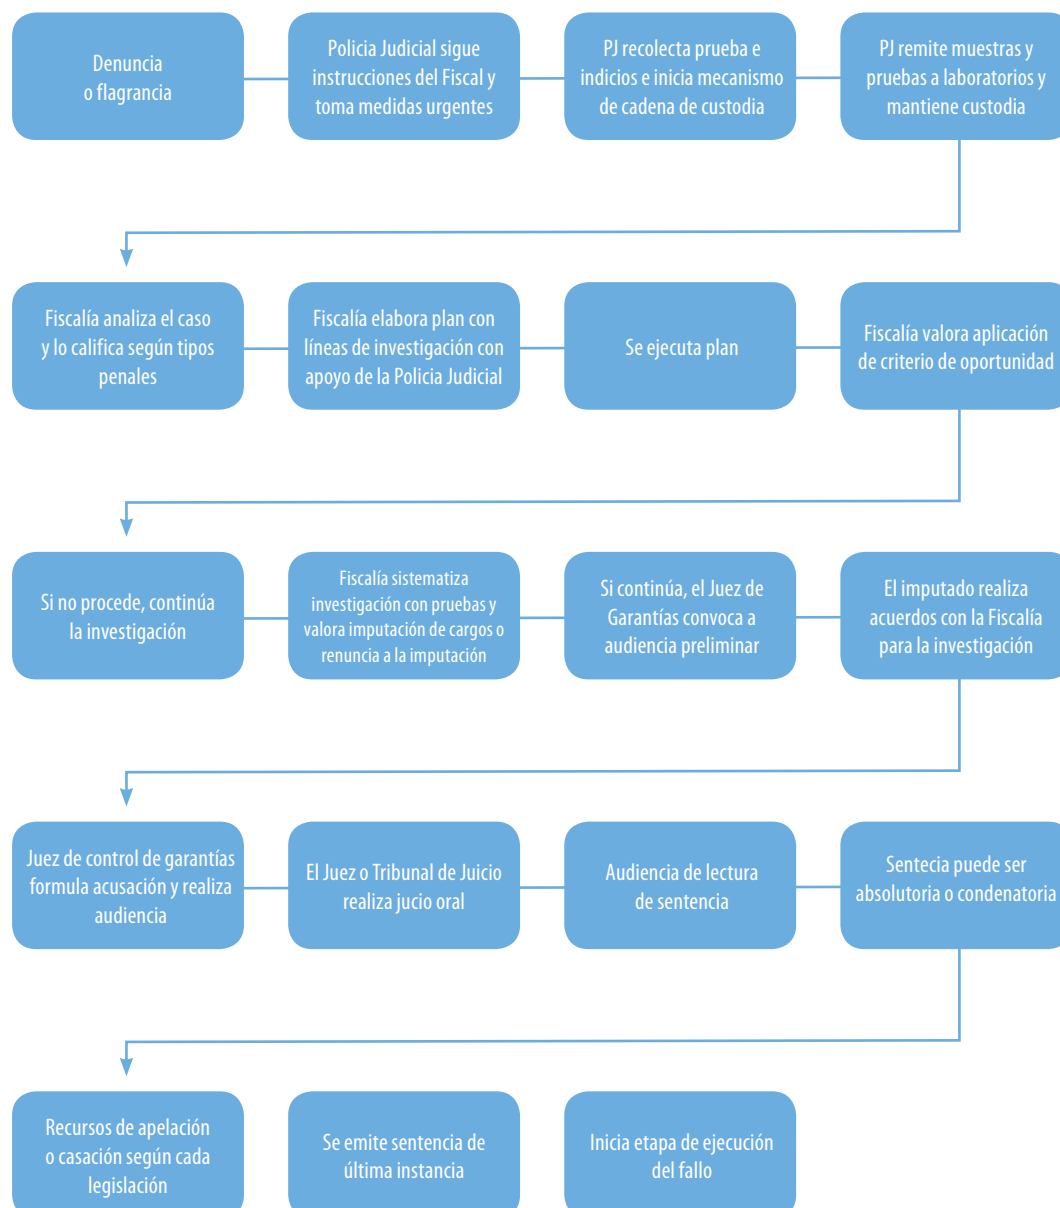 Denuncia
o flagrancia
Policia Judicial sigue
instrucciones del Fiscal y
toma medidas urgentes
PJ recolecta prueba e
indicios e inicia mecanismo
de cadena de custodia
PJ remite muestras y
pruebas a laboratorios y
mantiene custodia
Fiscalía analiza el caso
y lo califica según tipos
penales
Fiscalía elabora plan con
líneas de investigación con
apoyo de la Policia Judicial
Se ejecuta plan
Fiscalía valora aplicación
de criterio de oportunidad
Si no procede, continúa
la investigación
Fiscalía sistematiza
investigación con pruebas y
valora imputación de cargos o
renuncia a la imputación
Si continúa, el Juez de
Garantías convoca a
audiencia preliminar
El imputado realiza
acuerdos con la Fiscalía
para la investigación
Juez de control de garantías
formula acusación y realiza
audiencia
El Juez o Tribunal de Juicio
realiza jucio oral
Audiencia de lectura
de sentencia
Sentecia puede ser
absolutoria o condenatoria
Recursos de apelación
o casación según cada
legislación
Se emite sentencia de
última instancia
Inicia etapa de ejecución
del fallo